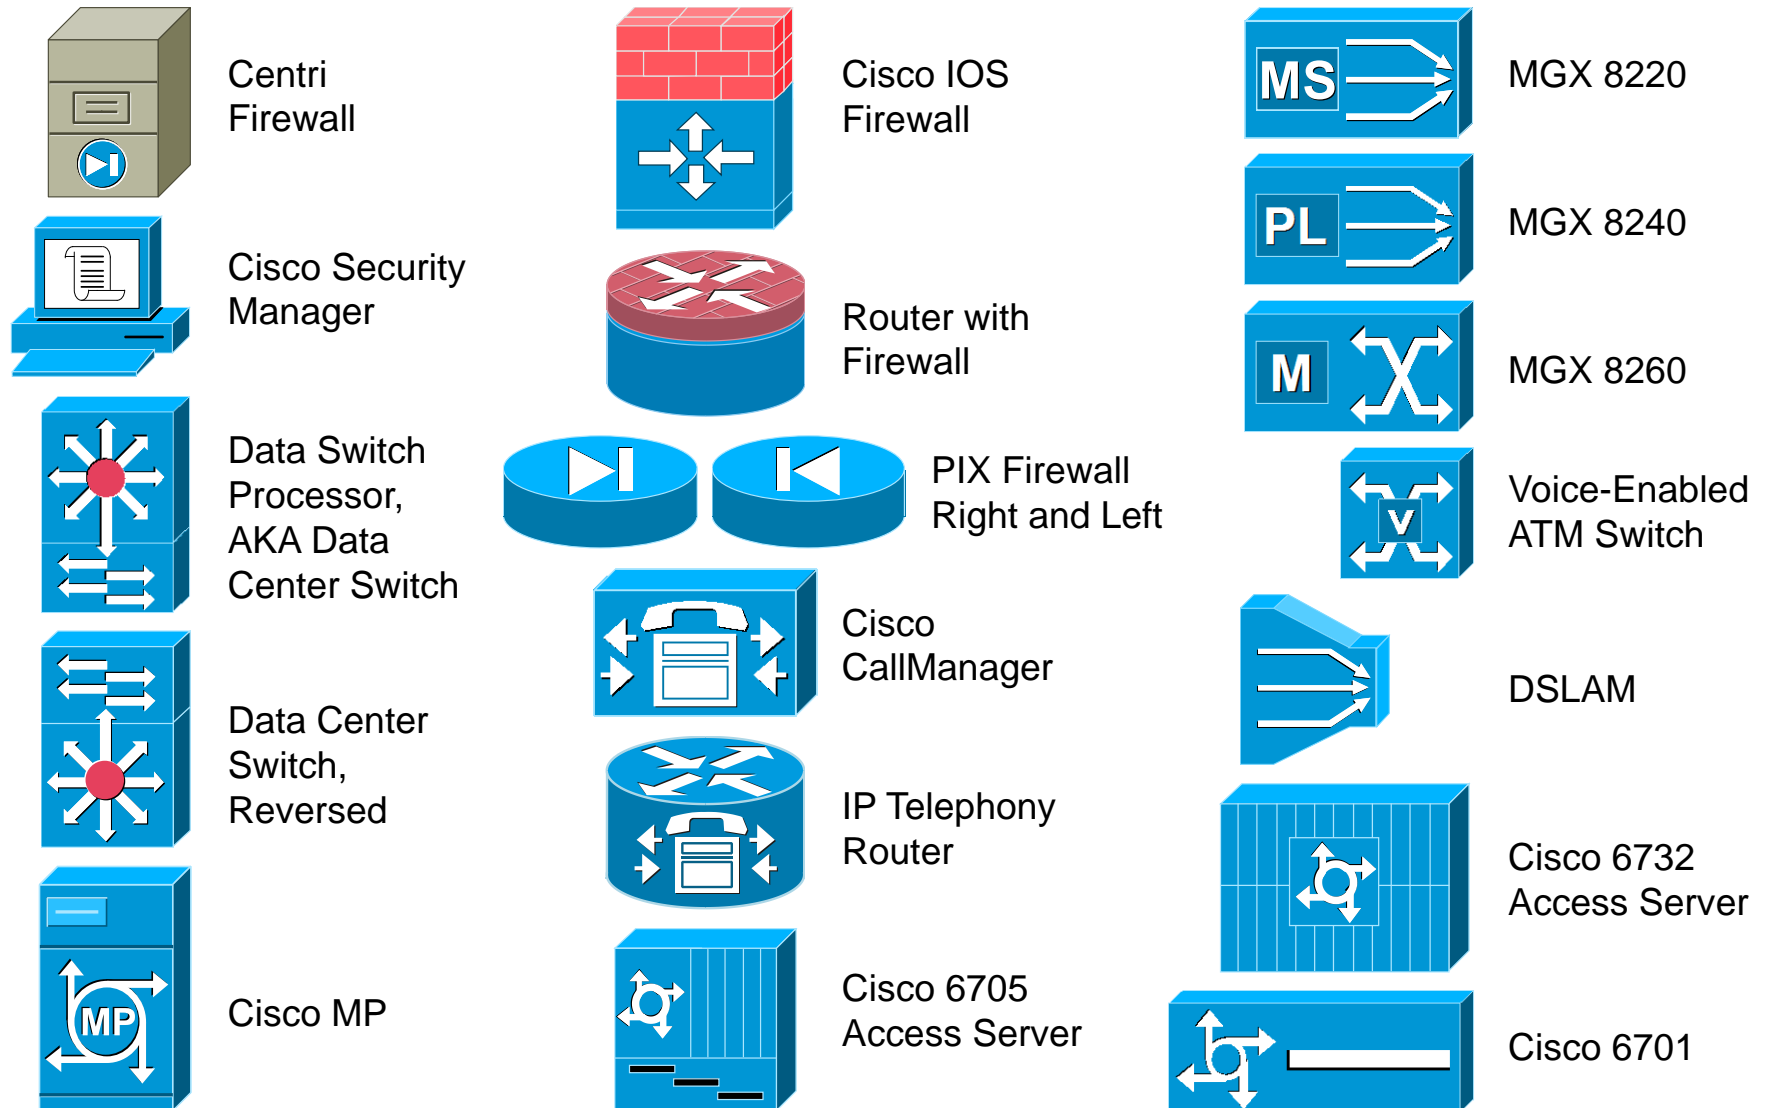 Centri
Firewall
Cisco Security
Manager
Data Switch
Processor,
AKA Data
Center Switch
Data Center
Switch,
Reversed
MP
Cisco MP
Cisco IOS
Firewall
Router with
Firewall
PIX Firewall
Right and Left
Cisco
CallManager
IP Telephony
Router
Cisco 6705
Access Server
MS
MGX 8220
PL
MGX 8240
M
MGX 8260
V
Voice-Enabled
ATM Switch
DSLAM
Cisco 6732
Access Server
Cisco 6701